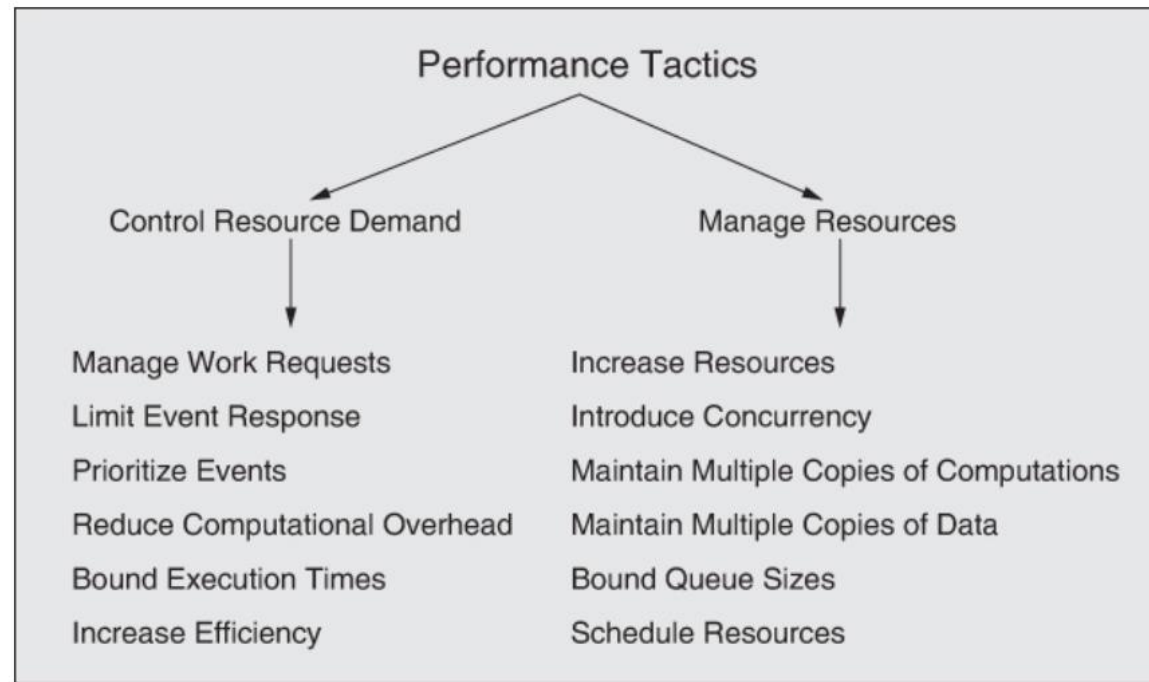 Performance Tactics
Control Resource Demand
Manage Work Requests
Limit Event Response
Prioritize Events
Reduce Computational Overhead
Bound Execution Times
Increase Efficiency
Manage Resources
Increase Resources
Introduce Concurrency
Maintain Multiple Copies of Computations
Maintain Multiple Copies of Data
Bound Queue Sizes
Schedule Resources